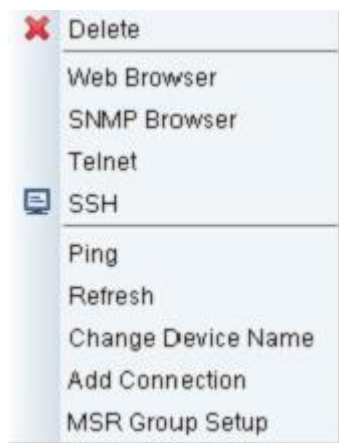 Delete
Web Browser
SNMP Browser
Telnet
SSH
Ping
Refresh
Change Device Name
Add Connection
MSR Group Setup